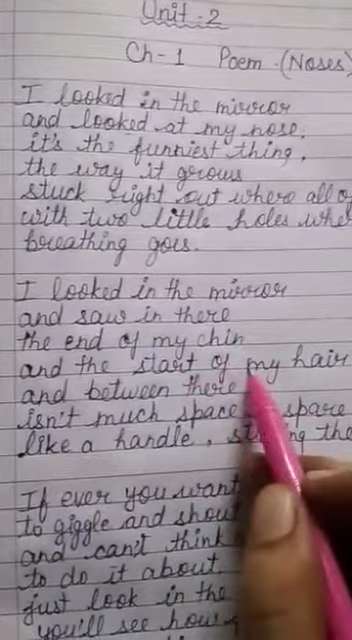 Unit - 2
Ch-1 Poem - (Noses)
I looked in the mirror
and looked at my nose,
it's the funniest thing,
the way it grows
stuck right out where all of
with two little holes
breathing goes.
I looked in the mirror
and saw in there
the end of my chin
and the start of my hair
and between there
isn't much space spare
like a handle, the
If ever you want
to giggle and shout
and can't think
to do it about
just look in the
you'll see how